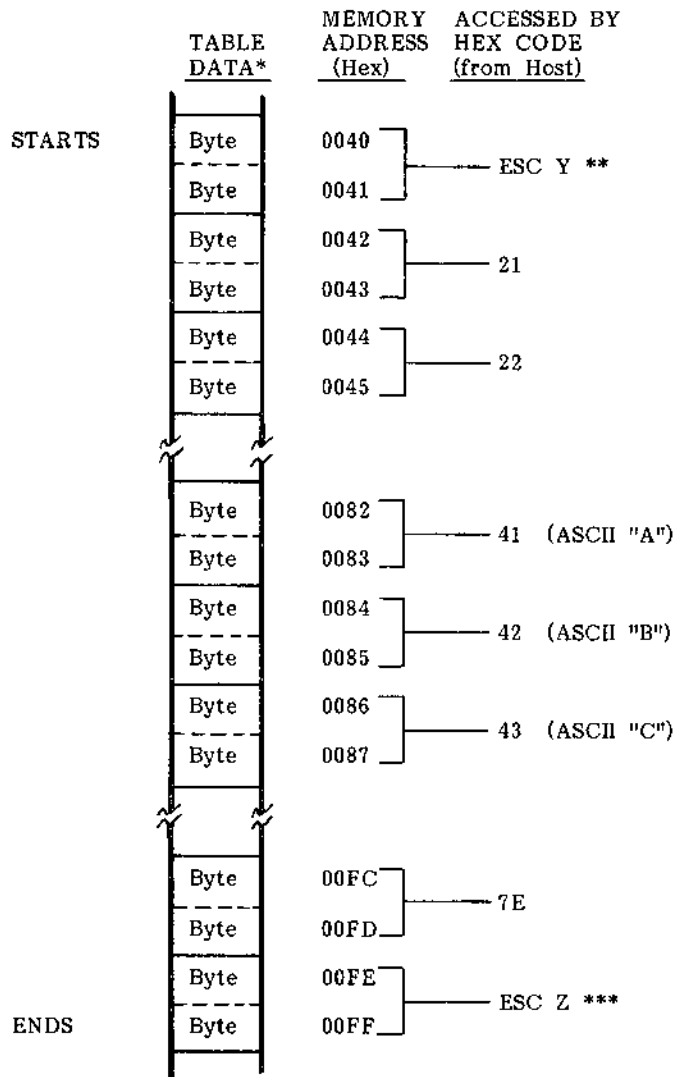 MEMORY ACCESSED BY
TABLE ADDRESS HEX CODE
DATA* (Hex) (from Host)
STARTS Byte 0040
ESC Y **
Byte 0041
Byte 0042
21
Byte 0043
Byte 0044
22
Byte 0045
Byte 0082
41 (ASCII "A")
Byte 0083
Byte 0084
42 (ASCII "B")
Byte 0085
Byte 0086
43 (ASCII "C")
Byte 0087
Byte 00FC
7E
Byte 00FD
Byte 00FE
ESC Z ***
ENDS Byte 00FF